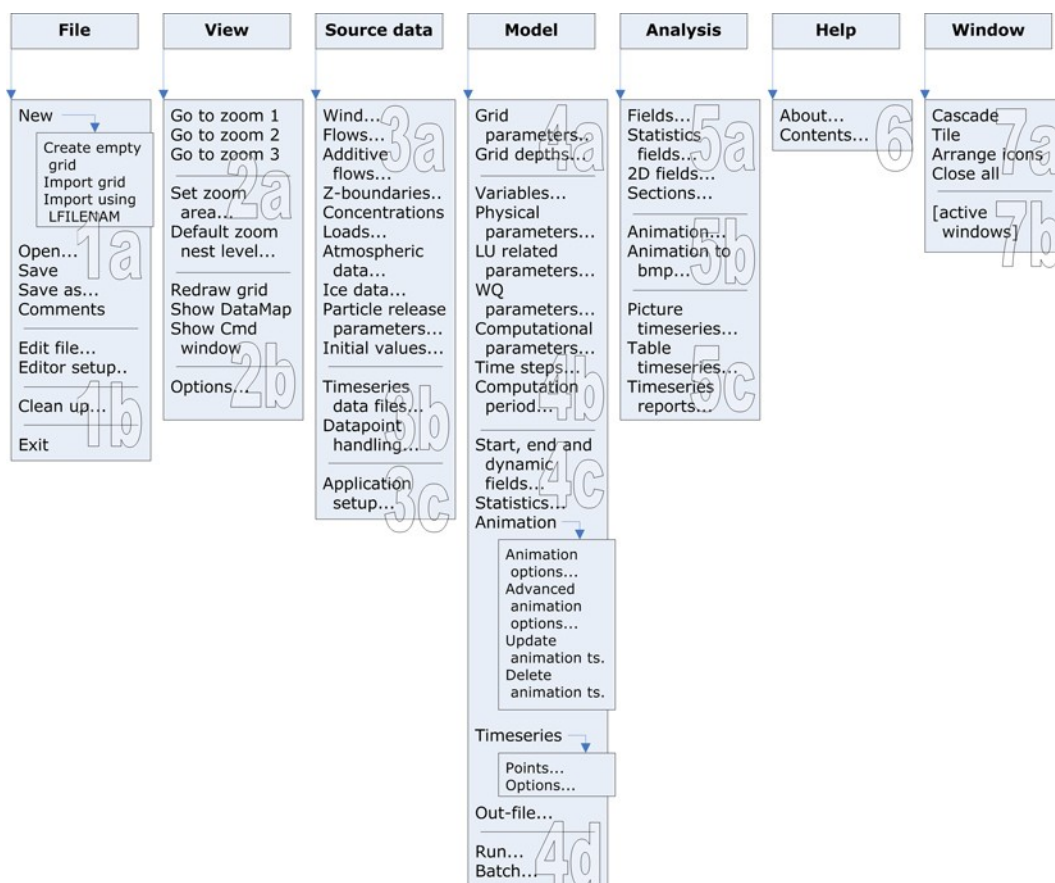 File
New
Create empty
grid
Import grid
Import using
LFILENAM
1a
Open...
Save
Save as...
Comments
Edit file...
Editor setup..
Clean up...
1b
Exit
View
Go to zoom 1
Go to zoom 2
Go to zoom 3
2a
Set zoom
area...
Default zoom
nest level...
Redraw grid
Show DataMap
Show Cmd
window
2b
Options...
Source data
Wind...
3a
Flows...
Additive
flows...
Z-boundaries..
Concentrations
Loads...
Atmospheric
data...
Ice data...
Particle release
parameters...
Initial values...
Timeseries
data files...
3b
Datapoint
handling...
Application
setup...
3c
Model
Grid
parameters..
4a
Grid depths...
Variables...
Physical
parameters...
LU related
parameters...
WQ
parameters...
Computational
parameters...
Time steps...
4b
Computation
period...
Start, end and
dynamic
fields...
4c
Statistics...
Animation
Animation
options...
Advanced
animation
options...
Update
animation ts.
Delete
animation ts.
Timeseries
Points...
Options...
Out-file...
Run...
4d
Batch...
Analysis
Fields...
Statistics
fields...
5a
2D fields...
Sections...
Animation...
5b
Animation to
bmp...
Picture
timeseries...
Table
timeseries...
5c
Timeseries
reports...
Help
About...
Contents...
6
Window
Cascade
Tile
7a
Arrange icons
Close all
[active
windows]
7b